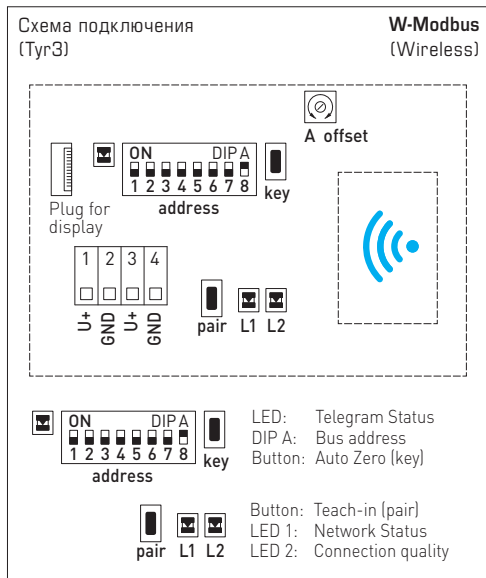 Схема подключения
(Tyr3)
W-Modbus
(Wireless)
A offset
ON DIP A
1 2 3 4 5 6 7 8
address
key
Plug for
display
1 2 3 4
U+ GND U+ GND
pair L1 L2
ON DIP A
1 2 3 4 5 6 7 8
address
key
LED: Telegram Status
DIP A: Bus address
Button: Auto Zero (key)
pair L1 L2
Button: Teach-in (pair)
LED 1: Network Status
LED 2: Connection quality